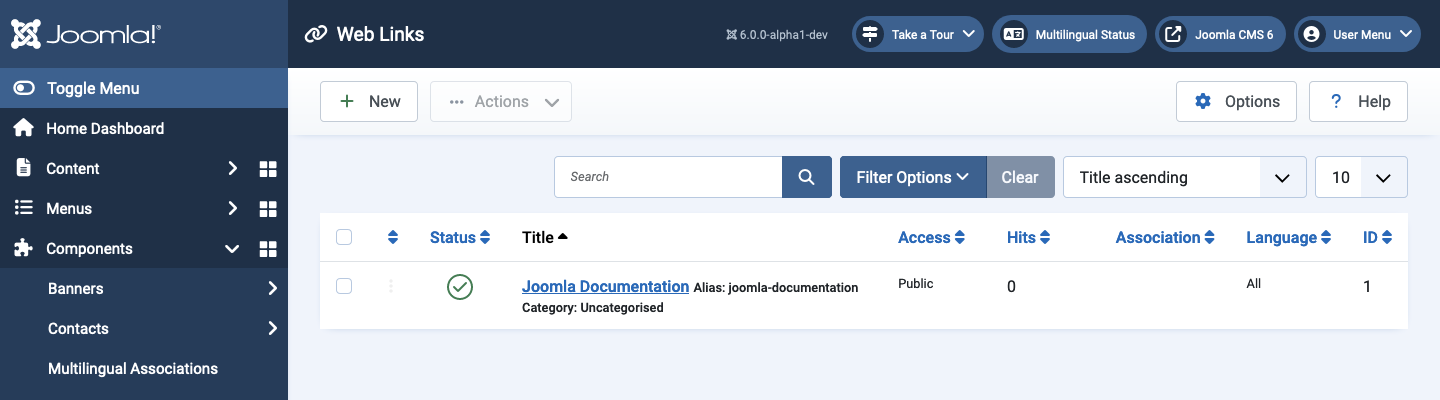 Joomla!®
Web Links
6.0.0-alpha1-dev
Take a Tour
Multilingual Status
Joomla CMS 6
User Menu
Toggle Menu
Home Dashboard
Content
Menus
Components
Banners
Contacts
Multilingual Associations
New
Actions
Options
? Help
Search
Filter Options
Clear
Title ascending
10
Status Title Access Hits Association Language ID
Joomla Documentation Alias: joomla-documentation Public 0 All 1
Category: Uncategorised